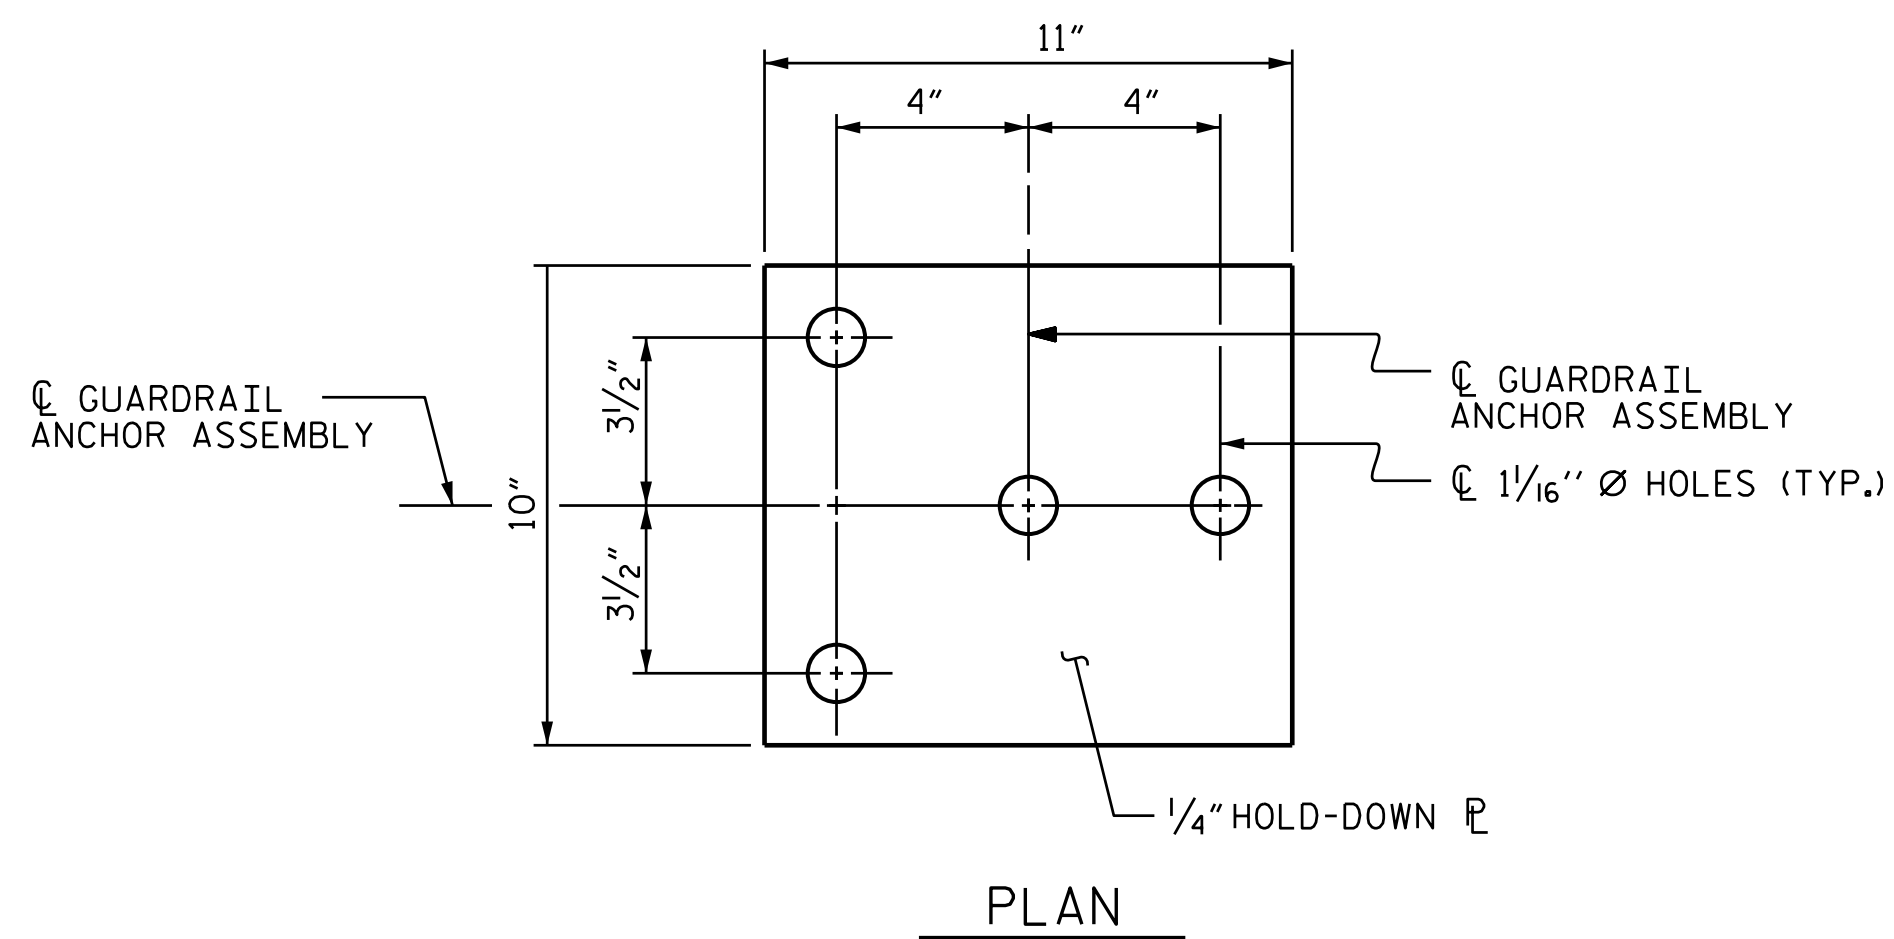 11"
4" 4"
℄ GUARDRAIL
ANCHOR ASSEMBLY
10"
3 1/2"
3 1/2"
℄ GUARDRAIL
ANCHOR ASSEMBLY
℄ 1 1/16" Ø HOLES (TYP.)
1/4" HOLD-DOWN ⅊
PLAN